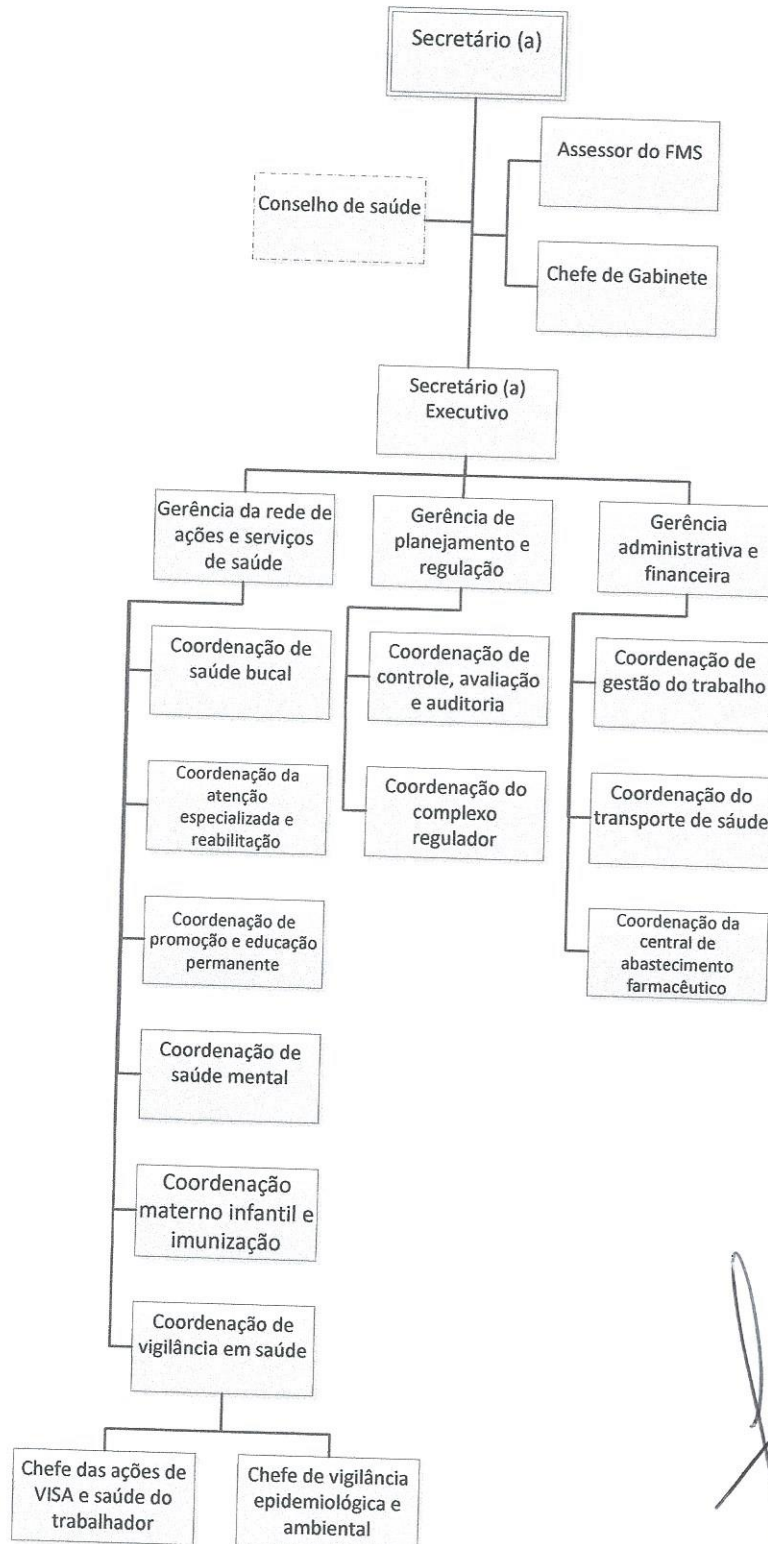 Secretário (a)
Assessor do FMS
Conselho de saúde
Chefe de Gabinete
Secretário (a)
Executivo
Gerência da rede de
ações e serviços
de saúde
Gerência de
planejamento e
regulação
Gerência
administrativa e
financeira
Coordenação de
saúde bucal
Coordenação da
atenção
especializada e
reabilitação
Coordenação de
promoção e educação
permanente
Coordenação de
saúde mental
Coordenação
materno infantil e
imunização
Coordenação de
vigilância em saúde
Chefe das ações de
VISA e saúde do
trabalhador
Chefe de vigilância
epidemiológica e
ambiental
Coordenação de
controle, avaliação
e auditoria
Coordenação do
complexo
regulador
Coordenação de
gestão do trabalho
Coordenação do
transporte de sáude
Coordenação da
central de
abastecimento
farmacêutico